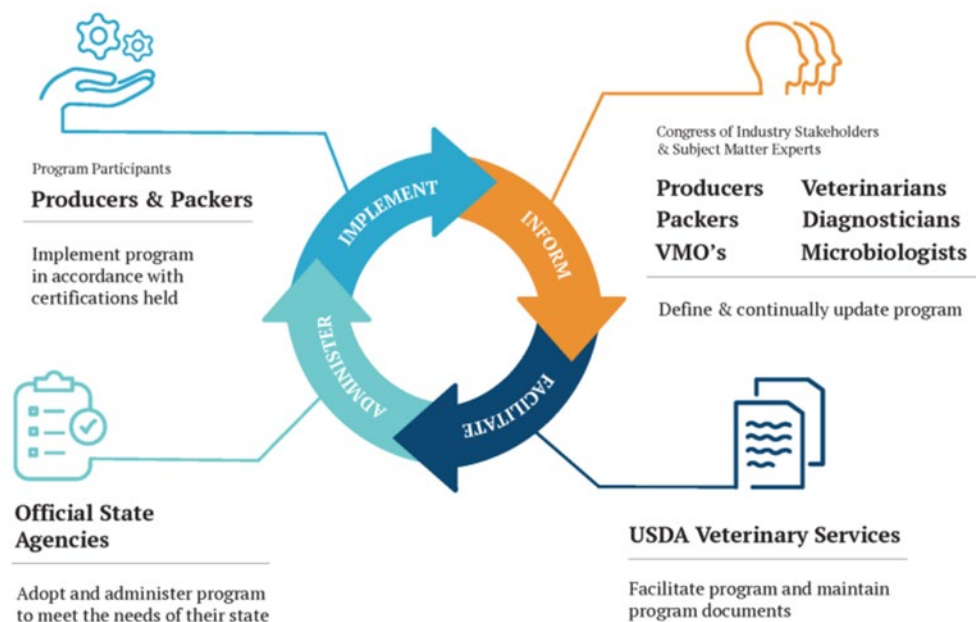 Program Participants
Producers & Packers
Implement program
in accordance with
certifications held
IMPLEMENT
INFORM
FACILITATE
ADMINISTER
Congress of Industry Stakeholders
& Subject Matter Experts
Producers Veterinarians
Packers Diagnosticians
VMO's Microbiologists
Define & continually update program
Official State
Agencies
Adopt and administer program
to meet the needs of their state
USDA Veterinary Services
Facilitate program and maintain
program documents